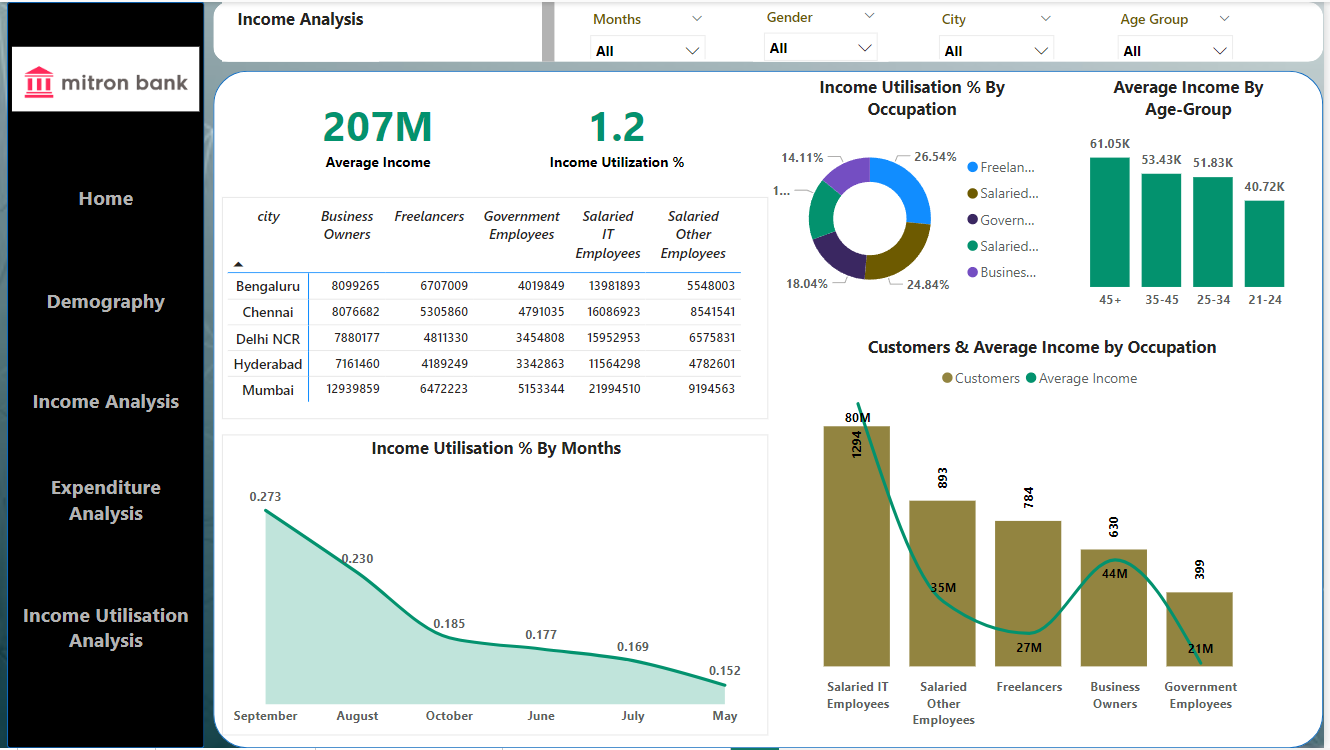 Income Analysis
Months
All
Gender
All
City
All
Age Group
All
mitron bank
Home
Demography
Income Analysis
Expenditure
Analysis
Income Utilisation
Analysis
207M
Average Income
1.2
Income Utilization %
city Business Owners Freelancers Government Employees Salaried IT Employees Salaried Other Employees
Bengaluru 8099265 6707009 4019849 13981893 5548003
Chennai 8076682 5305860 4791035 16086923 8541541
Delhi NCR 7880177 4811330 3454808 15952953 6575831
Hyderabad 7161460 4189249 3342863 11564298 4782601
Mumbai 12939859 6472223 5153344 21994510 9194563
Income Utilisation % By Months
0.273
0.230
0.185
0.177
0.169
0.152
September August October June July May
Income Utilisation % By
Occupation
14.11%
26.54%
1...
18.04%
24.84%
Freelan...
Salaried...
Govern...
Salaried...
Busines...
Average Income By
Age-Group
61.05K
53.43K
51.83K
40.72K
45+ 35-45 25-34 21-24
Customers & Average Income by Occupation
Customers Average Income
80M
1294
893
784
630
399
35M
27M
44M
21M
Salaried IT
Employees
Salaried
Other
Employees
Freelancers
Business
Owners
Government
Employees